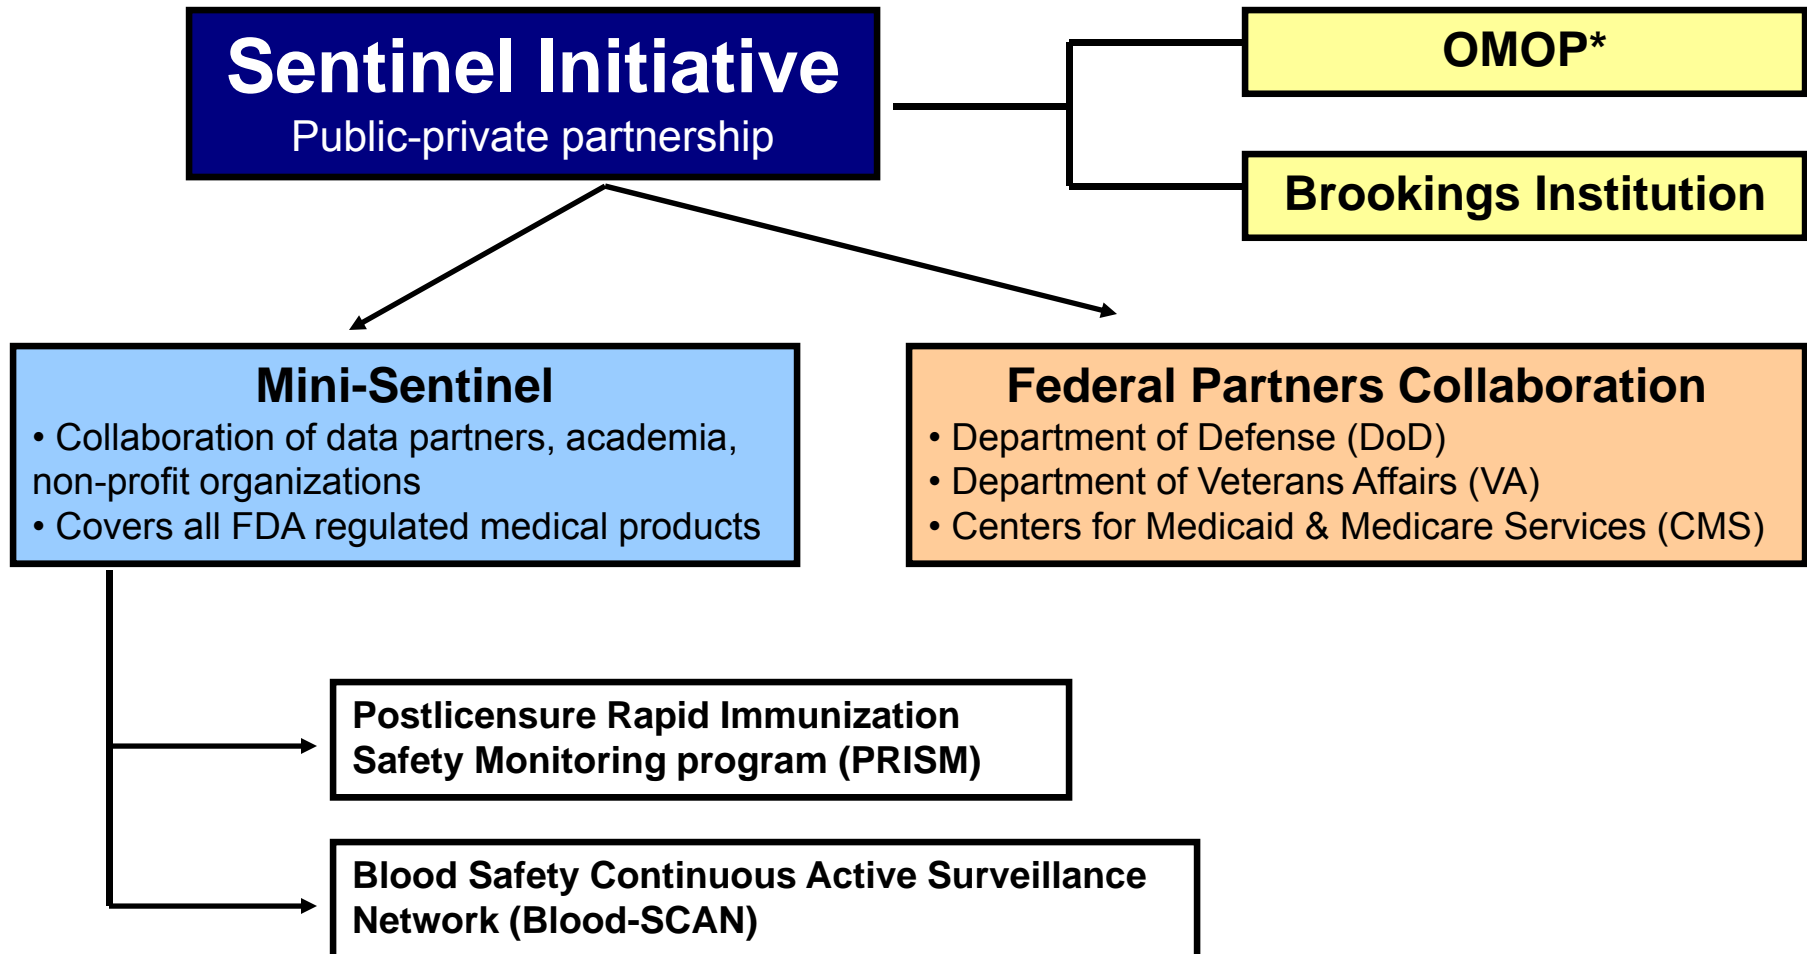 Sentinel Initiative
Public-private partnership
OMOP*
Brookings Institution
Mini-Sentinel
• Collaboration of data partners, academia,
non-profit organizations
• Covers all FDA regulated medical products
Federal Partners Collaboration
• Department of Defense (DoD)
• Department of Veterans Affairs (VA)
• Centers for Medicaid & Medicare Services (CMS)
Postlicensure Rapid Immunization
Safety Monitoring program (PRISM)
Blood Safety Continuous Active Surveillance
Network (Blood-SCAN)